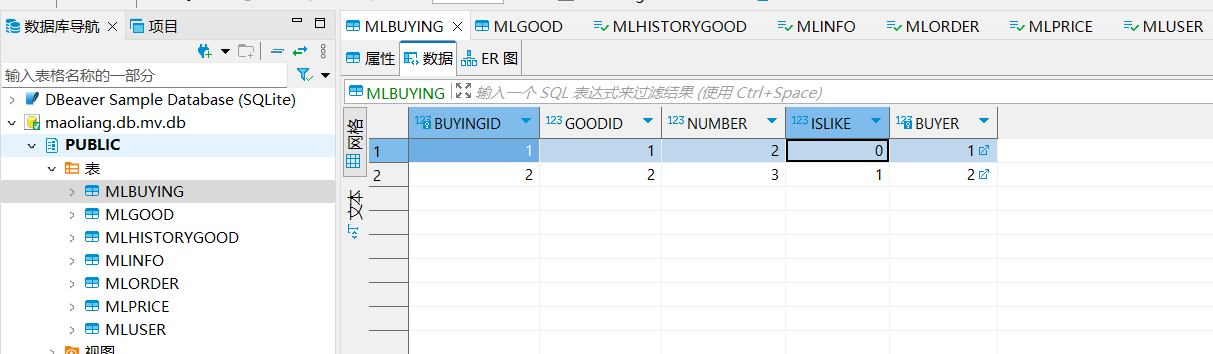 数据库导航 项目
输入表格名称的一部分
DBeaver Sample Database (SQLite)
maoliang.db.mv.db
PUBLIC
表
MLBUYING
MLGOOD
MLHISTORYGOOD
MLINFO
MLORDER
MLPRICE
MLUSER
视图
MLBUYING MLGOOD MLHISTORYGOOD MLINFO MLORDER MLPRICE MLUSER
属性 数据 ER 图
MLBUYING 输入一个 SQL 表达式来过滤结果 (使用 Ctrl+Space)
网格
文本
123 BUYINGID 123 GOODID 123 NUMBER 123 ISLIKE 123 BUYER
1 1 1 2 0 1
2 2 2 3 1 2